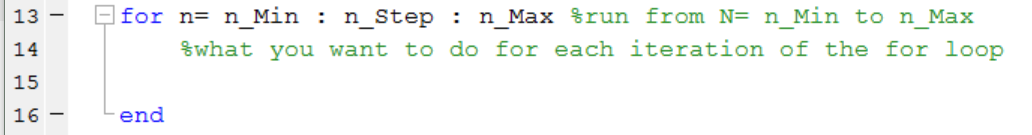 13 – for n= n_Min : n_Step : n_Max %run from N= n_Min to n_Max
14 %what you want to do for each iteration of the for loop
15
16 – end